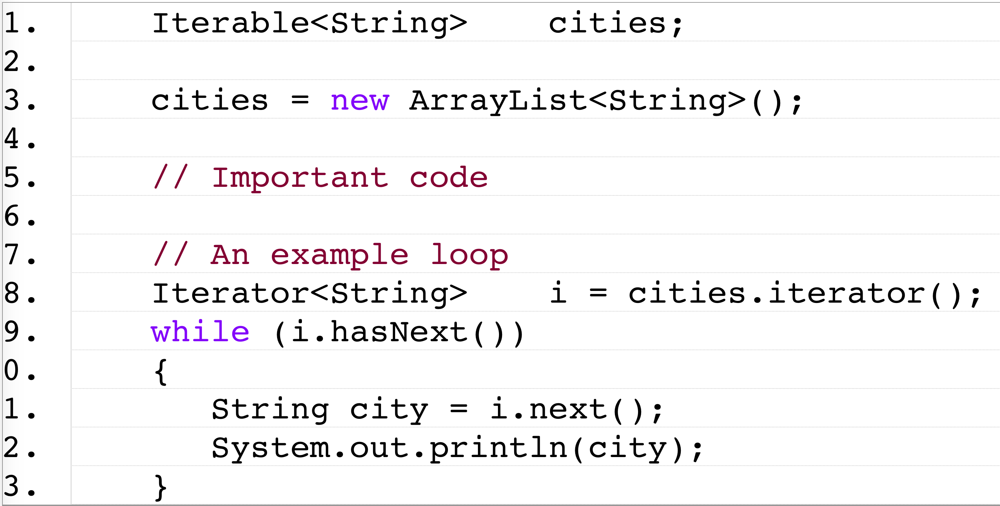 1. Iterable<String>    cities;
2.
3. cities = new ArrayList<String>();
4.
5. // Important code
6.
7. // An example loop
8. Iterator<String>    i = cities.iterator();
9. while (i.hasNext())
0. {
1.    String city = i.next();
2.    System.out.println(city);
3. }